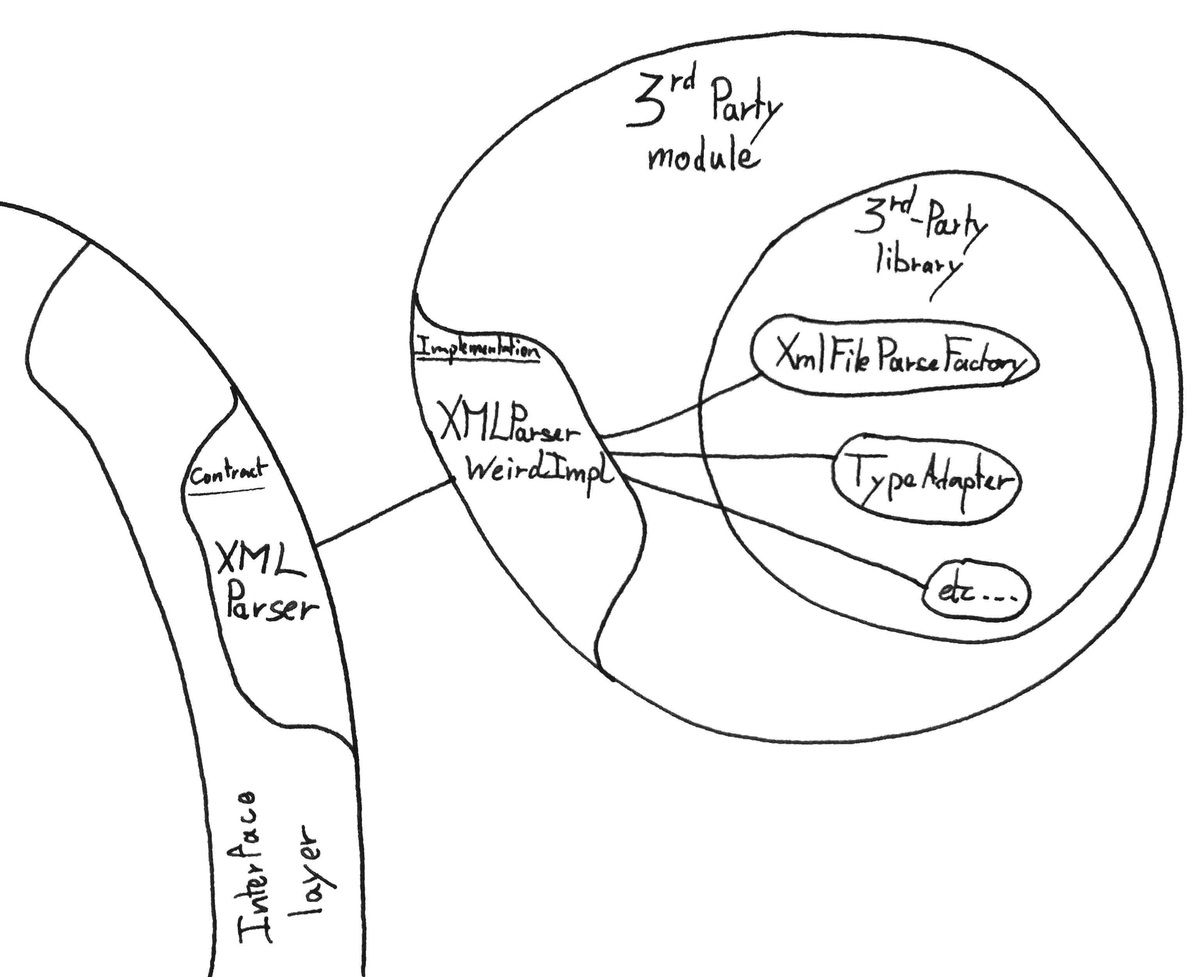 3rd Party
module
3rd-Party
library
XmlFileParseFactory
TypeAdapter
etc....
Implementation
XMLParser
WeirdImpl
Contract
XML
Parser
Interface
layer